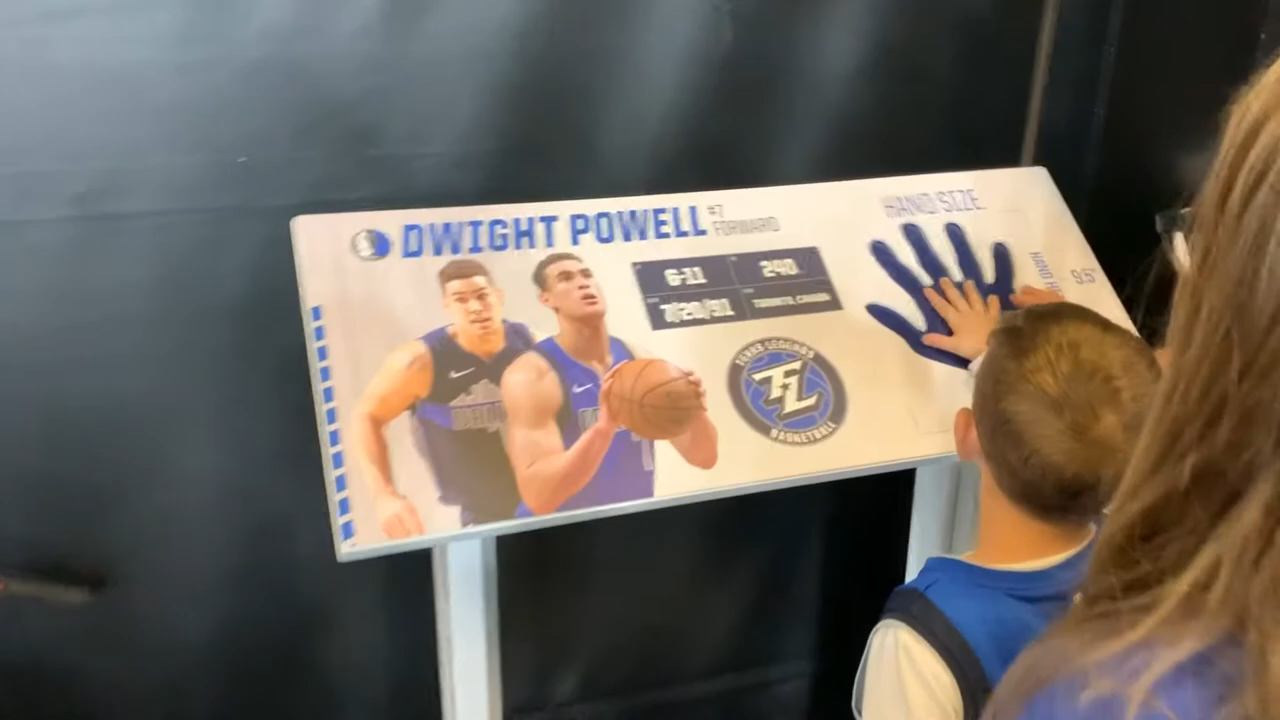 DWIGHT POWELL
#7
FORWARD
6-11
240
7/20/91
TORONTO, CANADA
TEXAS LEGENDS
TL
BASKETBALL
HAND SIZE
9.5"